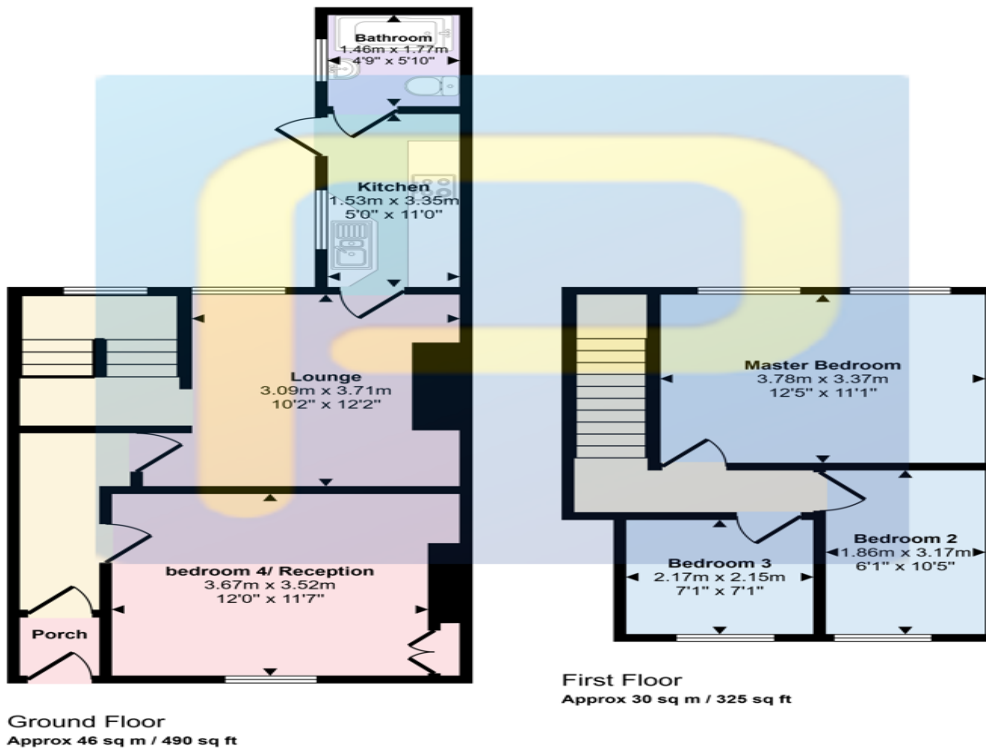 Bathroom
1.46m x 1.77m
4'9" x 5'10"
Kitchen
1.53m x 3.35m
5'0" x 11'0"
Lounge
3.09m x 3.71m
10'2" x 12'2"
bedroom 4/ Reception
3.67m x 3.52m
12'0" x 11'7"
Porch
Ground Floor
Approx 46 sq m / 490 sq ft
Master Bedroom
3.78m x 3.37m
12'5" x 11'1"
Bedroom 2
1.86m x 3.17m
6'1" x 10'5"
Bedroom 3
2.17m x 2.15m
7'1" x 7'1"
First Floor
Approx 30 sq m / 325 sq ft